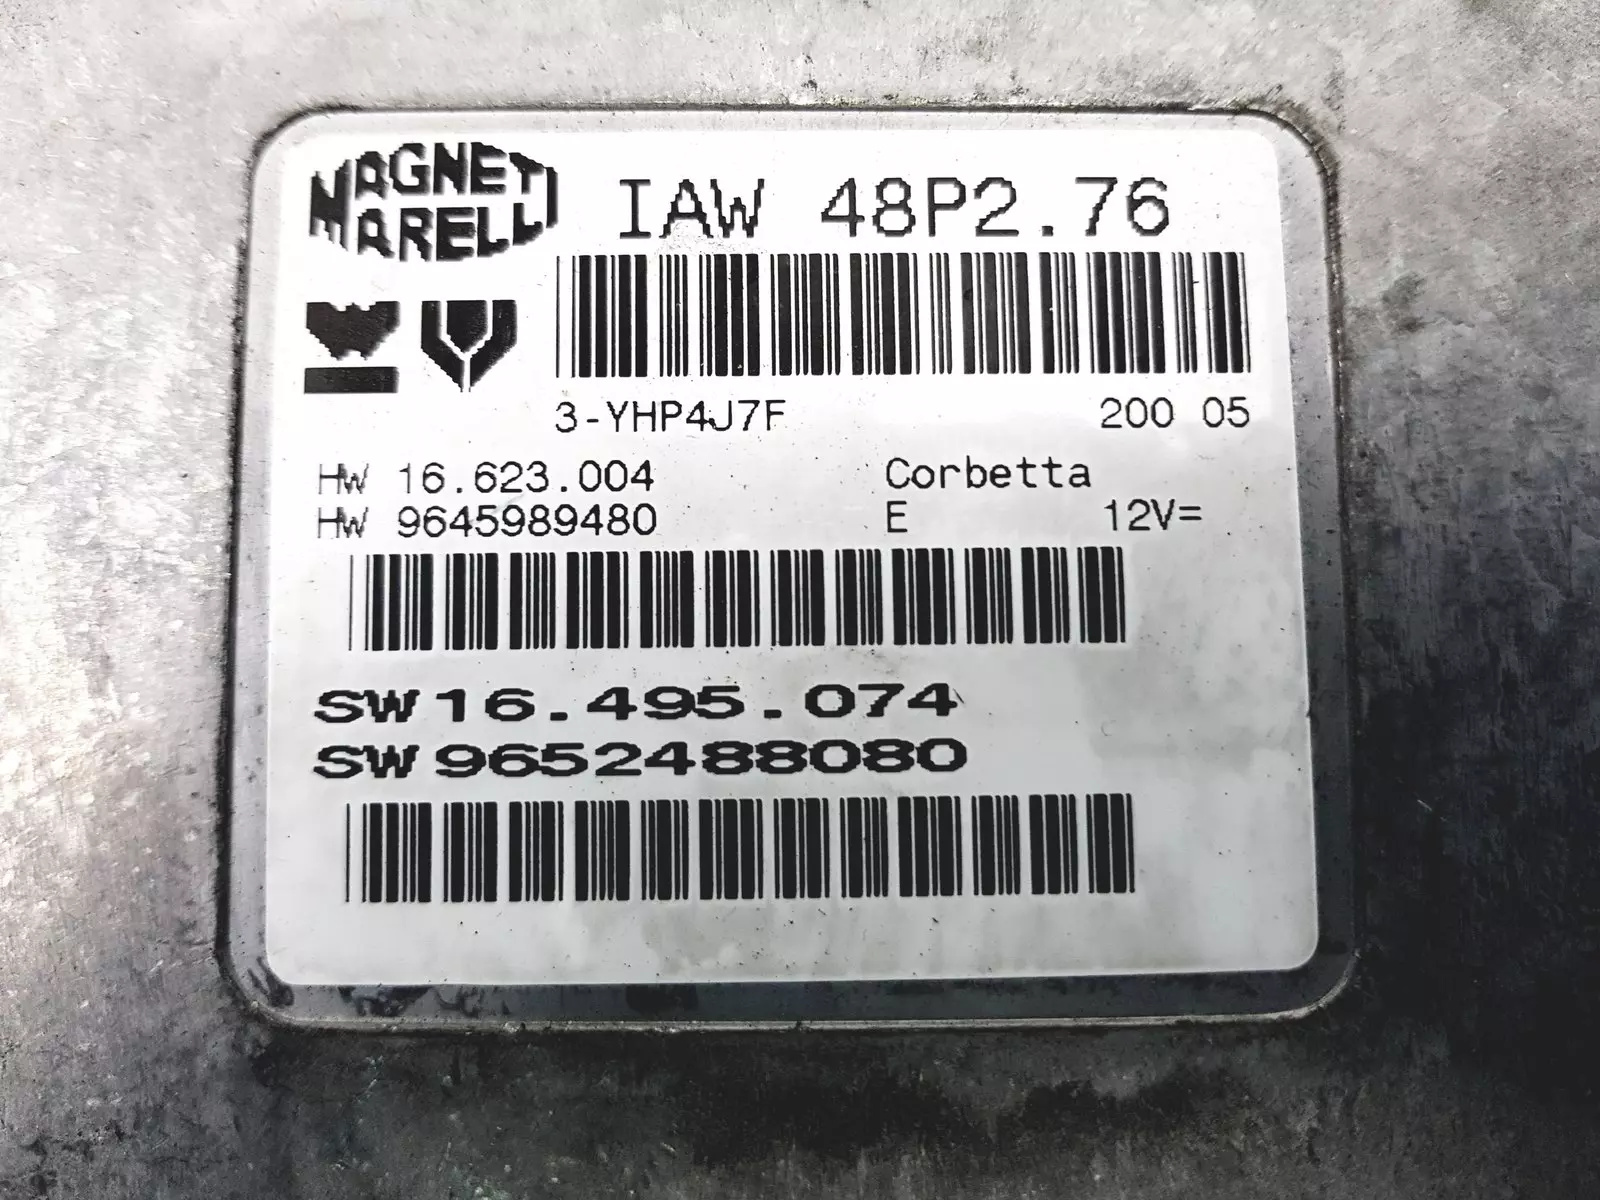 MAGNETI MARELLI
IAW 48P2.76
3-YHP4J7F 200 05
HW 16.623.004 Corbetta
HW 9645989480 E 12V=
SW16.495.074
SW9652488080